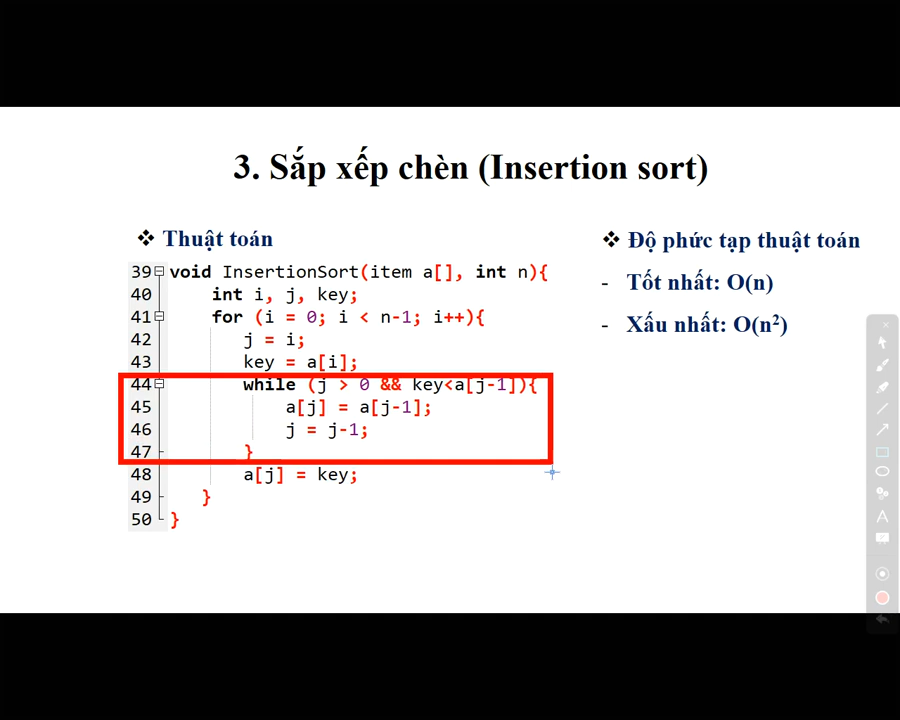 3. Sắp xếp chèn (Insertion sort)
❖ Thuật toán
39 void InsertionSort(item a[], int n){
40 int i, j, key;
41 for (i = 0; i < n-1; i++){
42 j = i;
43 key = a[i];
44 while (j > 0 && key<a[j-1]){
45 a[j] = a[j-1];
46 j = j-1;
47 }
48 a[j] = key;
49 }
50 }
❖ Độ phức tạp thuật toán
- Tốt nhất: O(n)
- Xấu nhất: O(n²)